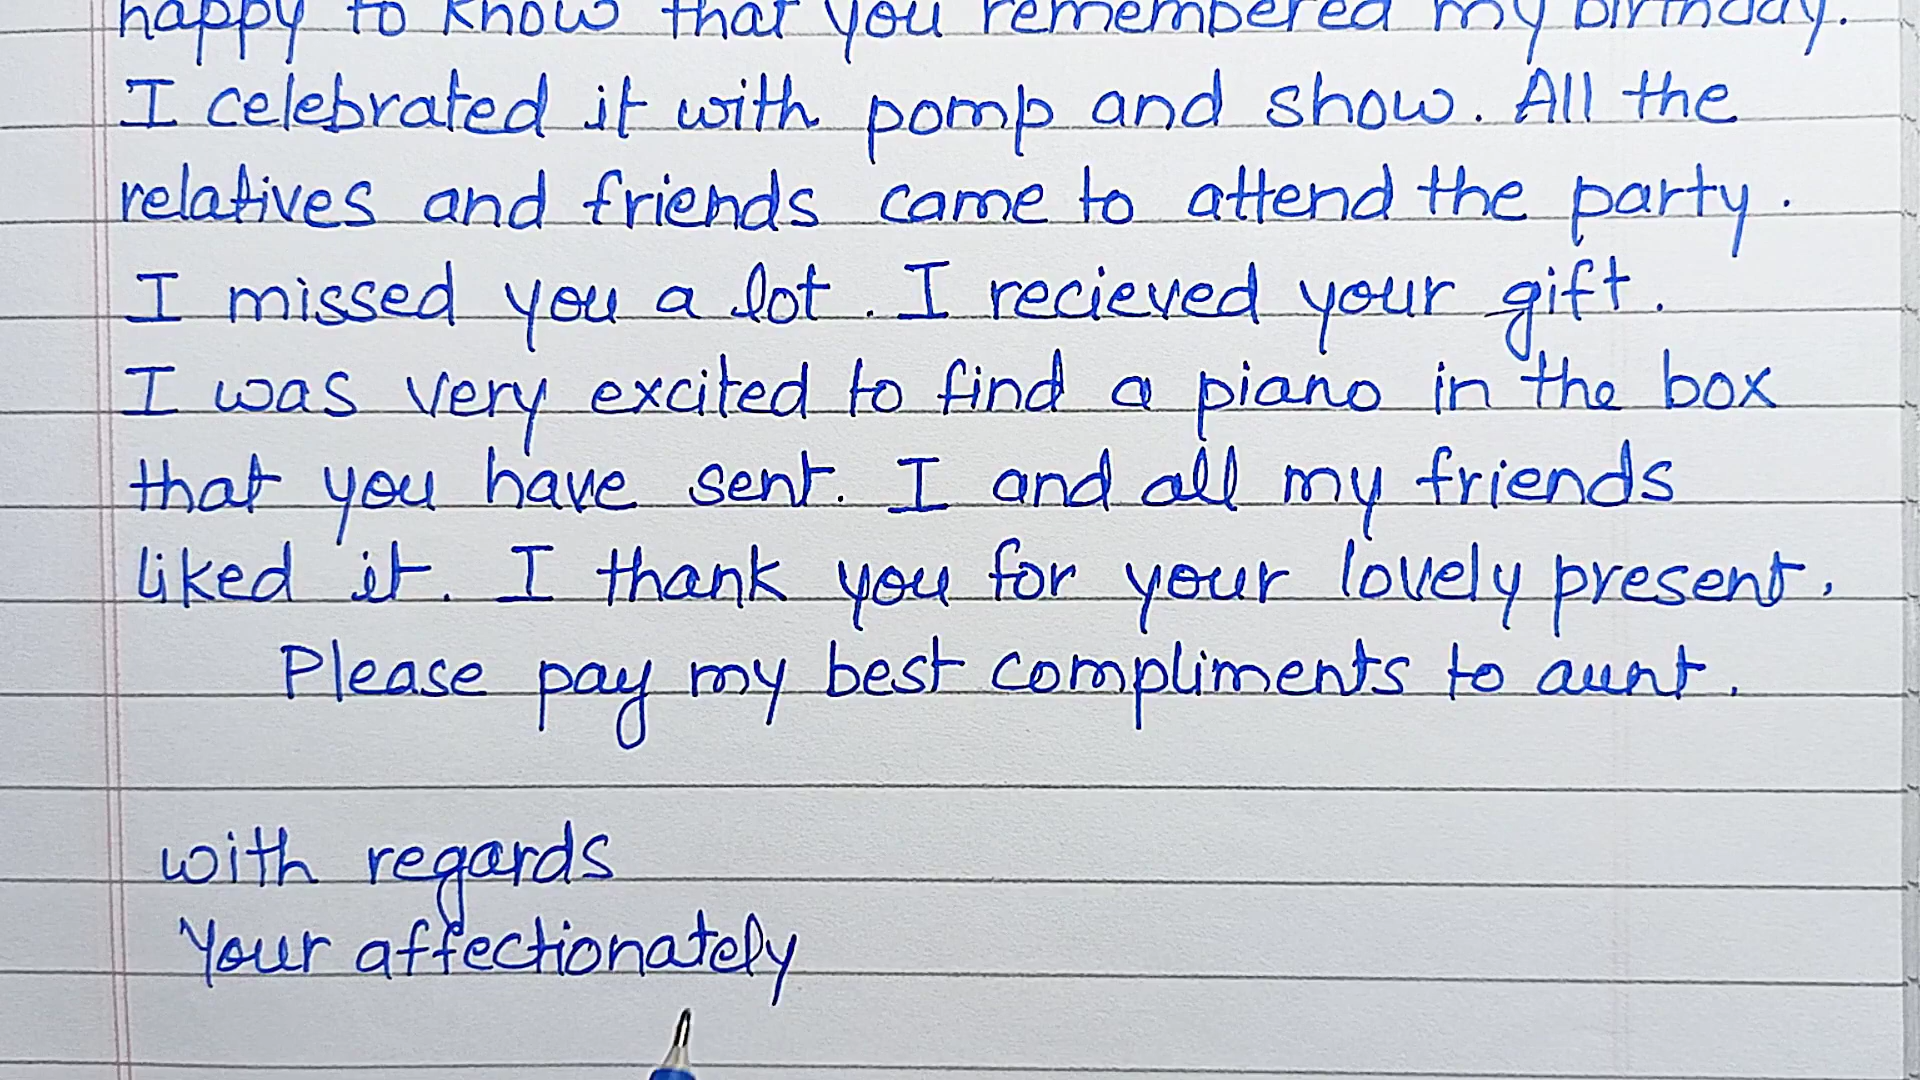 happy to know that you remembered my birthday.
I celebrated it with pomp and show. All the
relatives and friends came to attend the party.
I missed you a lot. I recieved your gift.
I was very excited to find a piano in the box
that you have sent. I and all my friends
liked it. I thank you for your lovely present.
Please pay my best compliments to aunt.
with regards
Your affectionately